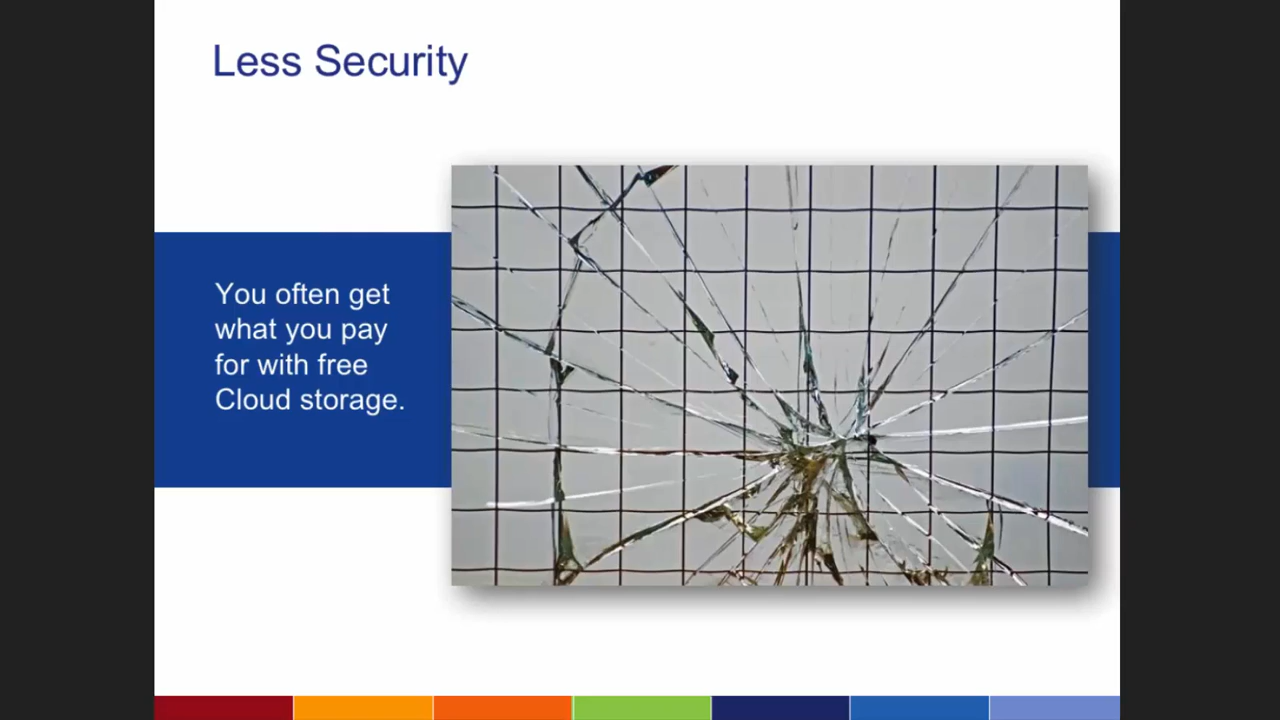 Less Security
You often get
what you pay
for with free
Cloud storage.